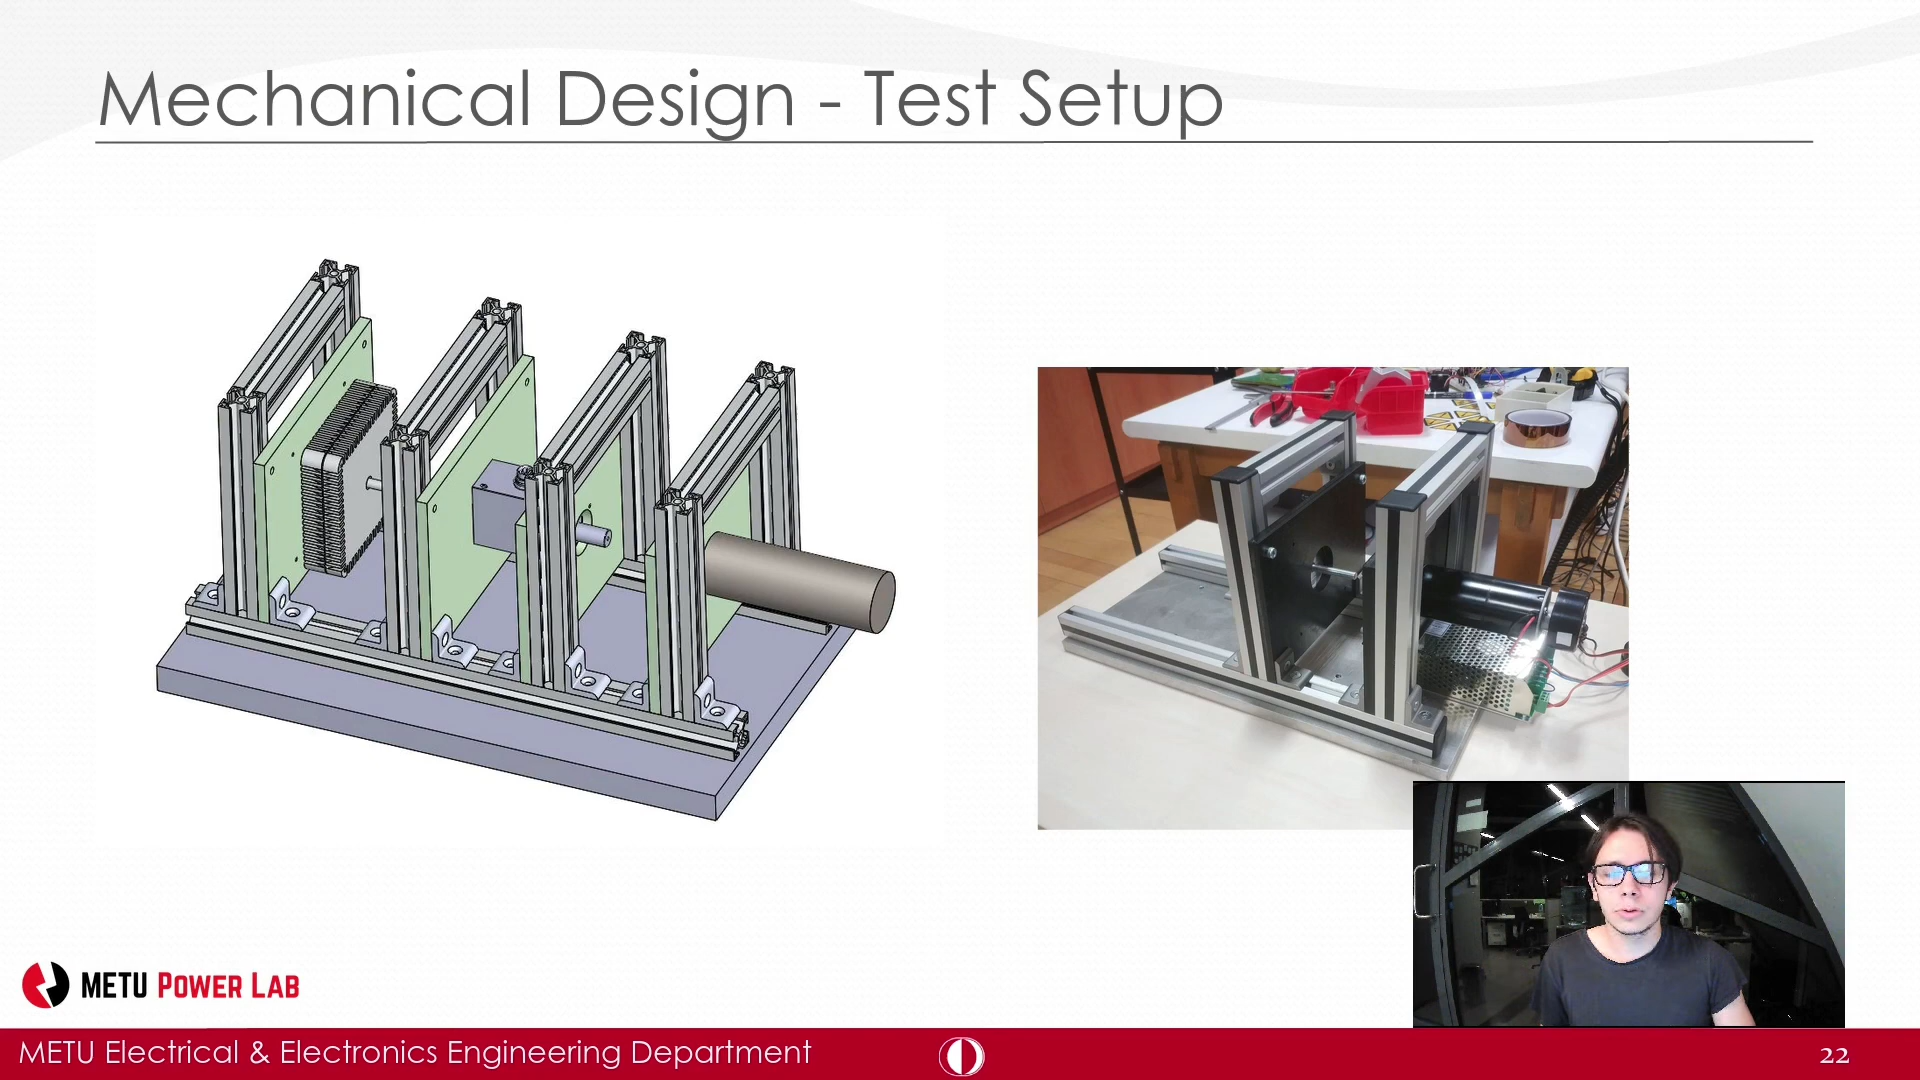 Mechanical Design - Test Setup
METU POWER LAB
METU Electrical & Electronics Engineering Department
22